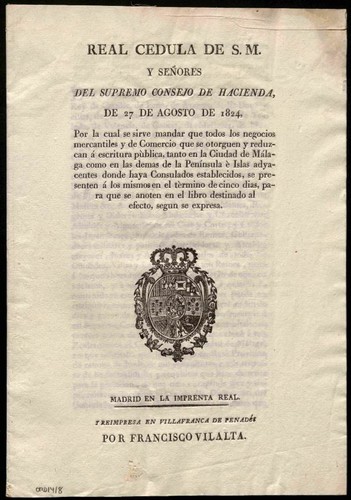 REAL CEDULA DE S. M.
Y SEÑORES
DEL SUPREMO CONSEJO DE HACIENDA,
DE 27 DE AGOSTO DE 1824,
Por la cual se sirve mandar que todos los negocios
mercantiles y de Comercio que se otorguen y reduz-
can á escritura pùblica, tanto en la Ciudad de Mála-
ga como en las demas de la Península è Islas adya-
centes donde haya Consulados establecidos, se pre-
senten á los mismos en el tèrmino de cinco dias, pa-
ra que se anoten en el libro destinado al
efecto, segun se expresa.
MADRID EN LA IMPRENTA REAL.
Y REIMPRESA EN VILLAFRANCA DE PENADÉS
POR FRANCISCO VILALTA.